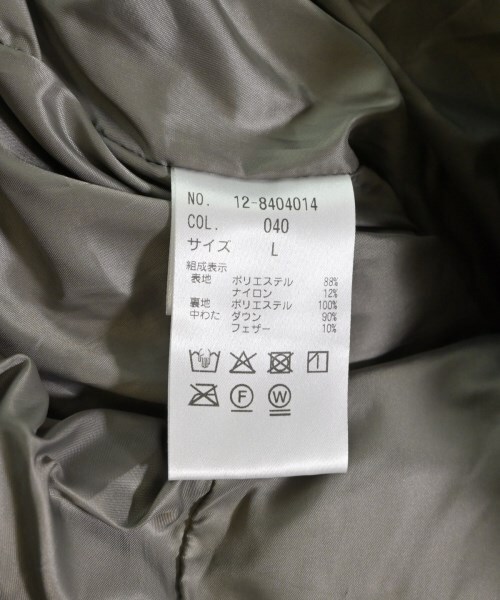 NO. 12-8404014
COL. 040
サイズ L
組成表示
表地 ポリエステル 88%
ナイロン 12%
裏地 ポリエステル 100%
中わた ダウン 90%
フェザー 10%
F W